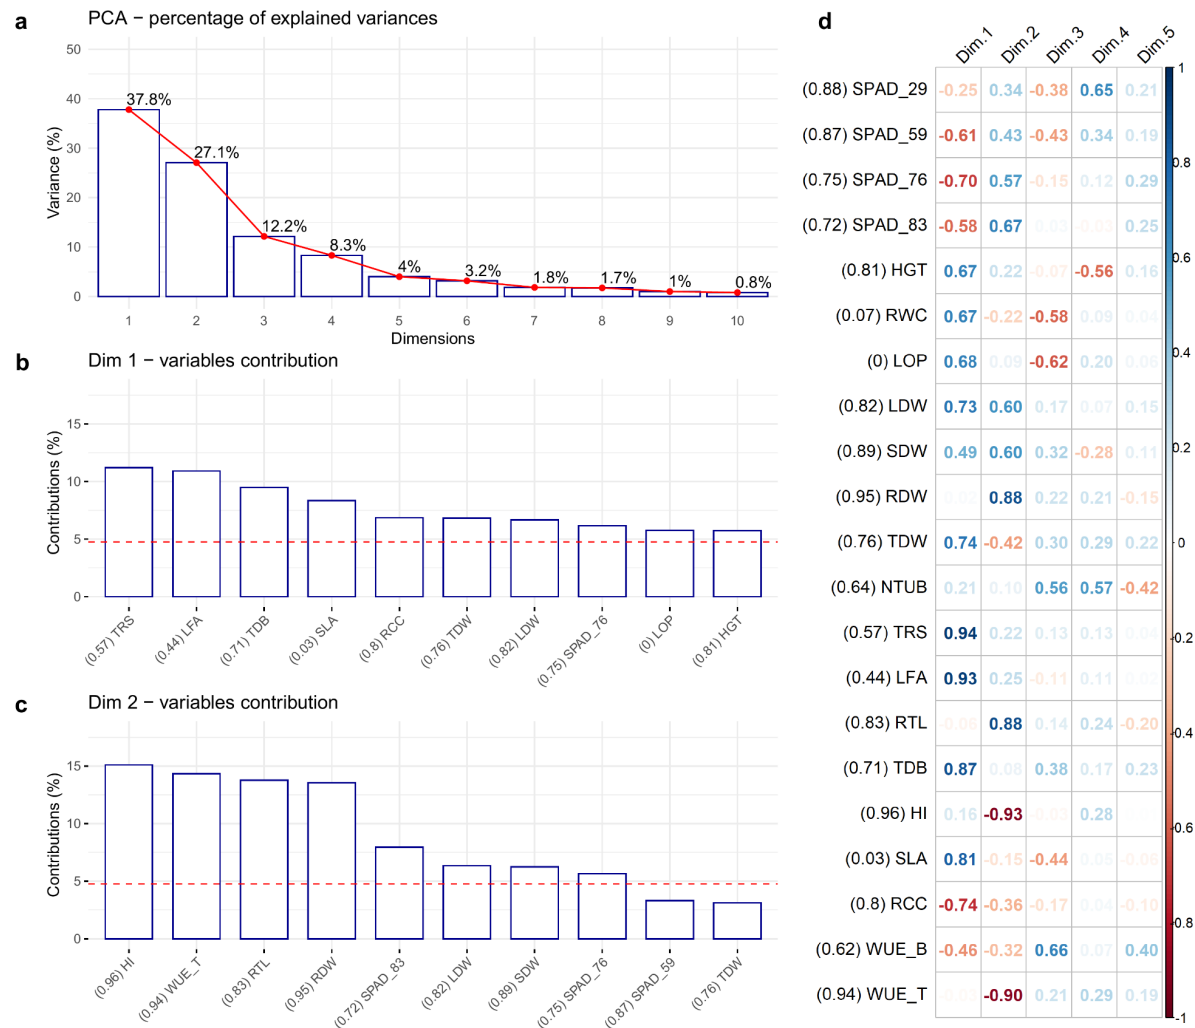 a
PCA − percentage of explained variances
50
40
30
20
10
0
Variance (%)
37.8%
27.1%
12.2%
8.3%
4%
3.2%
1.8%
1.7%
1%
0.8%
1 2 3 4 5 6 7 8 9 10
Dimensions
b
Dim 1 − variables contribution
15
10
5
0
Contributions (%)
(0.57) TRS
(0.44) LFA
(0.71) TDB
(0.03) SLA
(0.8) RCC
(0.76) TDW
(0.82) LDW
(0.75) SPAD_76
(0) LOP
(0.81) HGT
c
Dim 2 − variables contribution
15
10
5
0
Contributions (%)
(0.96) HI
(0.94) WUE_T
(0.83) RTL
(0.95) RDW
(0.72) SPAD_83
(0.82) LDW
(0.89) SDW
(0.75) SPAD_76
(0.87) SPAD_59
(0.76) TDW
d
Dim.1 Dim.2 Dim.3 Dim.4 Dim.5
(0.88) SPAD_29 -0.25 0.34 -0.38 0.65 0.21
(0.87) SPAD_59 -0.61 0.43 -0.43 0.34 0.19
(0.75) SPAD_76 -0.70 0.57 -0.15 0.12 0.29
(0.72) SPAD_83 -0.58 0.67 0.03 -0.03 0.25
(0.81) HGT 0.67 0.22 -0.07 -0.56 0.16
(0.07) RWC 0.67 -0.22 -0.58 0.09 0.04
(0) LOP 0.68 0.09 -0.62 0.20 0.06
(0.82) LDW 0.73 0.60 0.17 0.07 0.15
(0.89) SDW 0.49 0.60 0.32 -0.28 0.11
(0.95) RDW 0.88 0.22 0.21 -0.15
(0.76) TDW 0.74 -0.42 0.30 0.29 0.22
(0.64) NTUB 0.21 0.10 0.56 0.57 -0.42
(0.57) TRS 0.94 0.22 0.13 0.13 0.04
(0.44) LFA 0.93 0.25 -0.11 0.11
(0.83) RTL -0.06 0.88 0.14 0.24 -0.20
(0.71) TDB 0.87 0.08 0.38 0.17 0.23
(0.96) HI 0.16 -0.93 -0.03 0.28
(0.03) SLA 0.81 -0.15 -0.44 0.05 -0.06
(0.8) RCC -0.74 -0.36 -0.17 0.04 -0.10
(0.62) WUE_B -0.46 -0.32 0.66 0.07 0.40
(0.94) WUE_T -0.90 0.21 0.29 0.19
1
0.8
0.6
0.4
0.2
0
-0.2
-0.4
-0.6
-0.8
-1